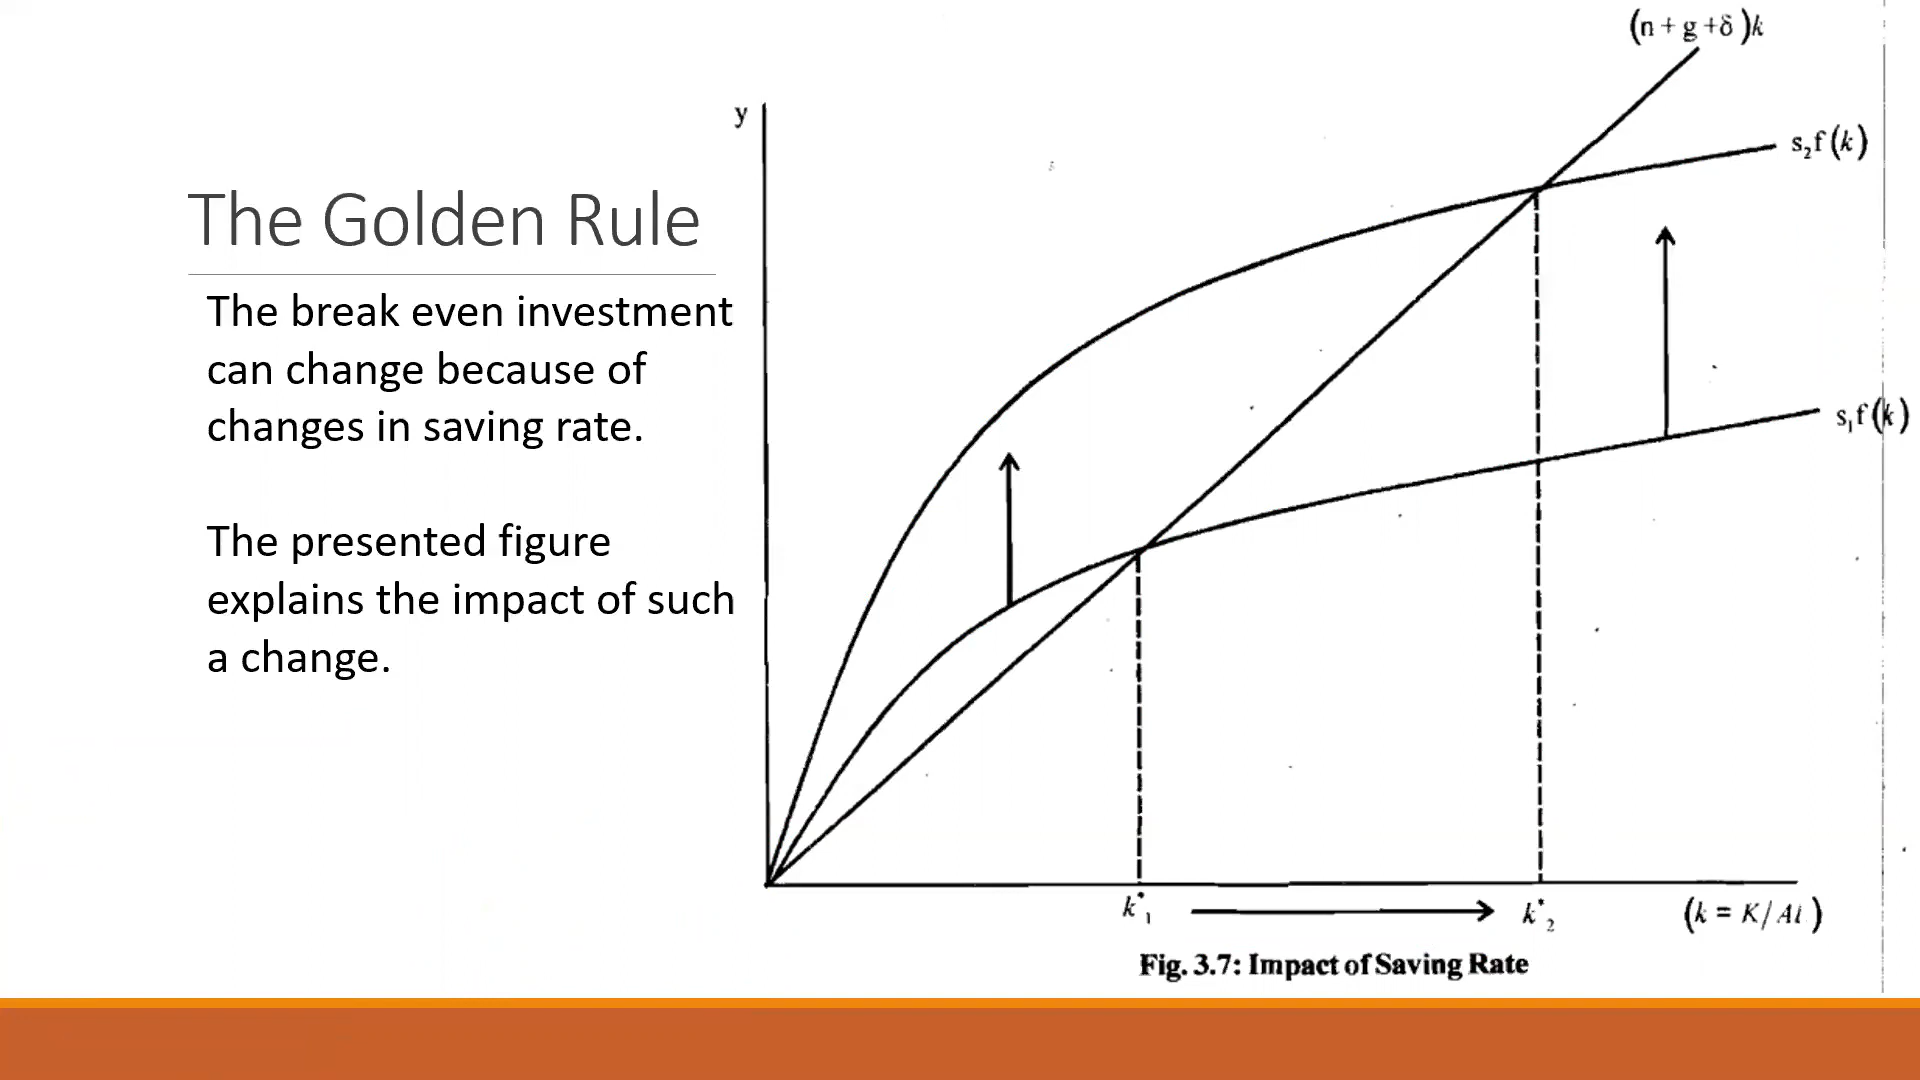 The Golden Rule
The break even investment
can change because of
changes in saving rate.
The presented figure
explains the impact of such
a change.
(n + g +δ )k
y
s₂f (k)
s₁f (k)
k*₁
k*₂
(k = K/Al )
Fig. 3.7: Impact of Saving Rate